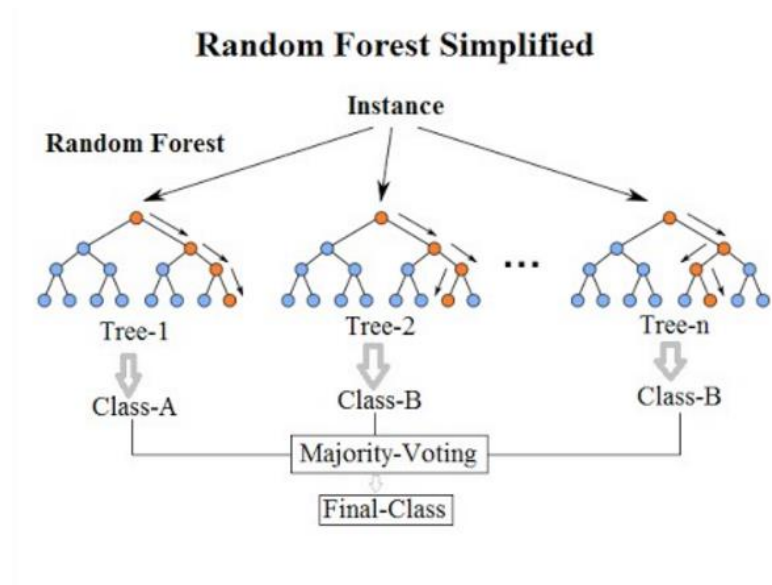 Random Forest Simplified
Instance
Random Forest
...
Tree-1
Tree-2
Tree-n
Class-A
Class-B
Class-B
Majority-Voting
Final-Class